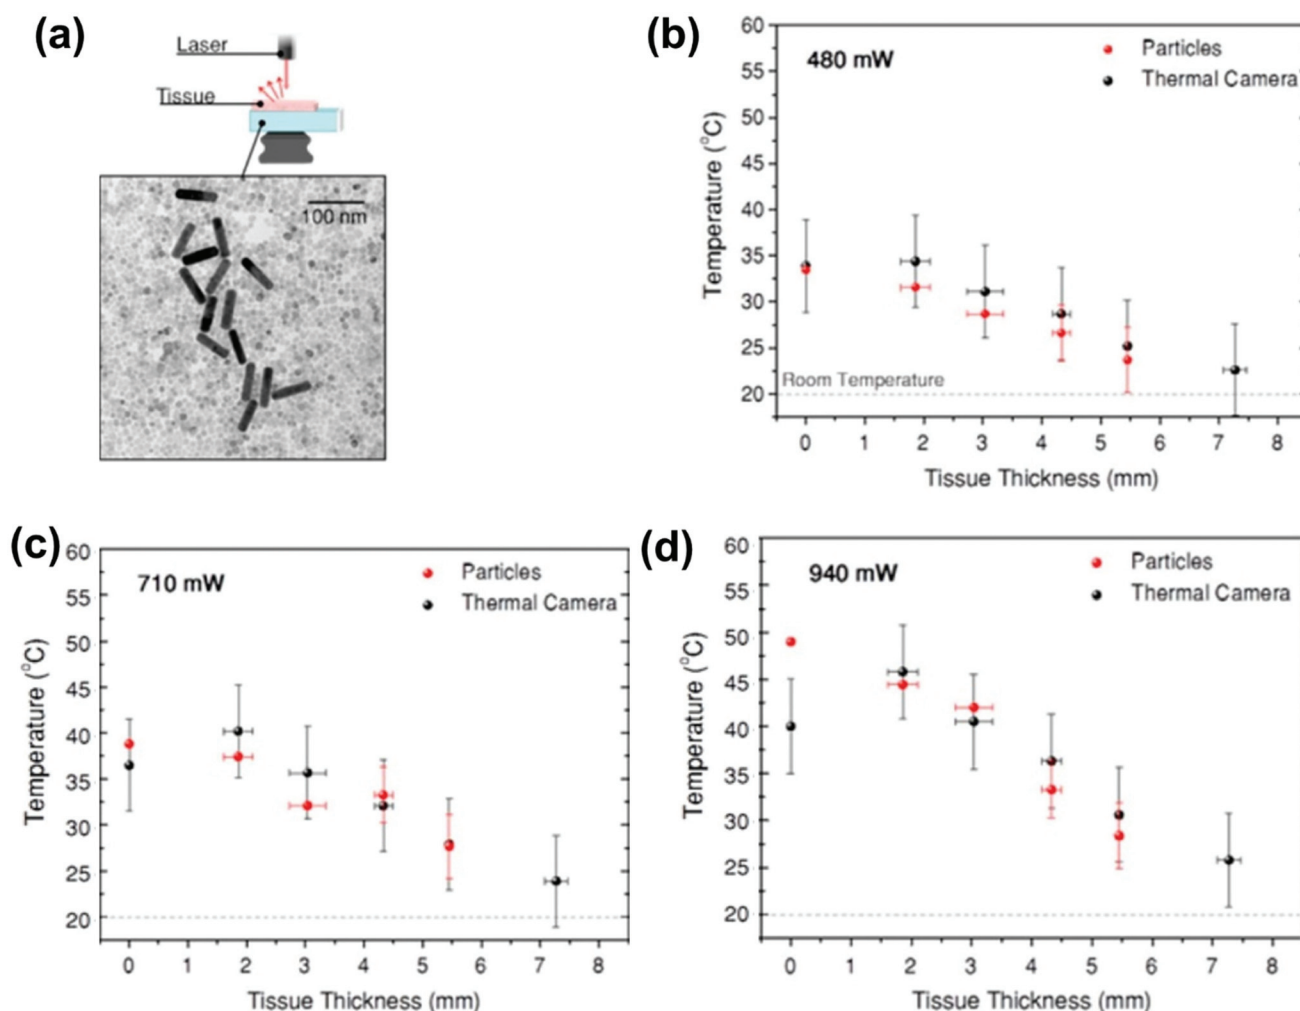 (a)
Laser
Tissue
100 nm
(b)
480 mW
Particles
Thermal Camera
Room Temperature
Temperature (°C)
60
55
50
45
40
35
30
25
20
0 1 2 3 4 5 6 7 8
Tissue Thickness (mm)
(c)
710 mW
Particles
Thermal Camera
Temperature (°C)
60
55
50
45
40
35
30
25
20
0 1 2 3 4 5 6 7 8
Tissue Thickness (mm)
(d)
940 mW
Particles
Thermal Camera
Temperature (°C)
60
55
50
45
40
35
30
25
20
0 1 2 3 4 5 6 7 8
Tissue Thickness (mm)